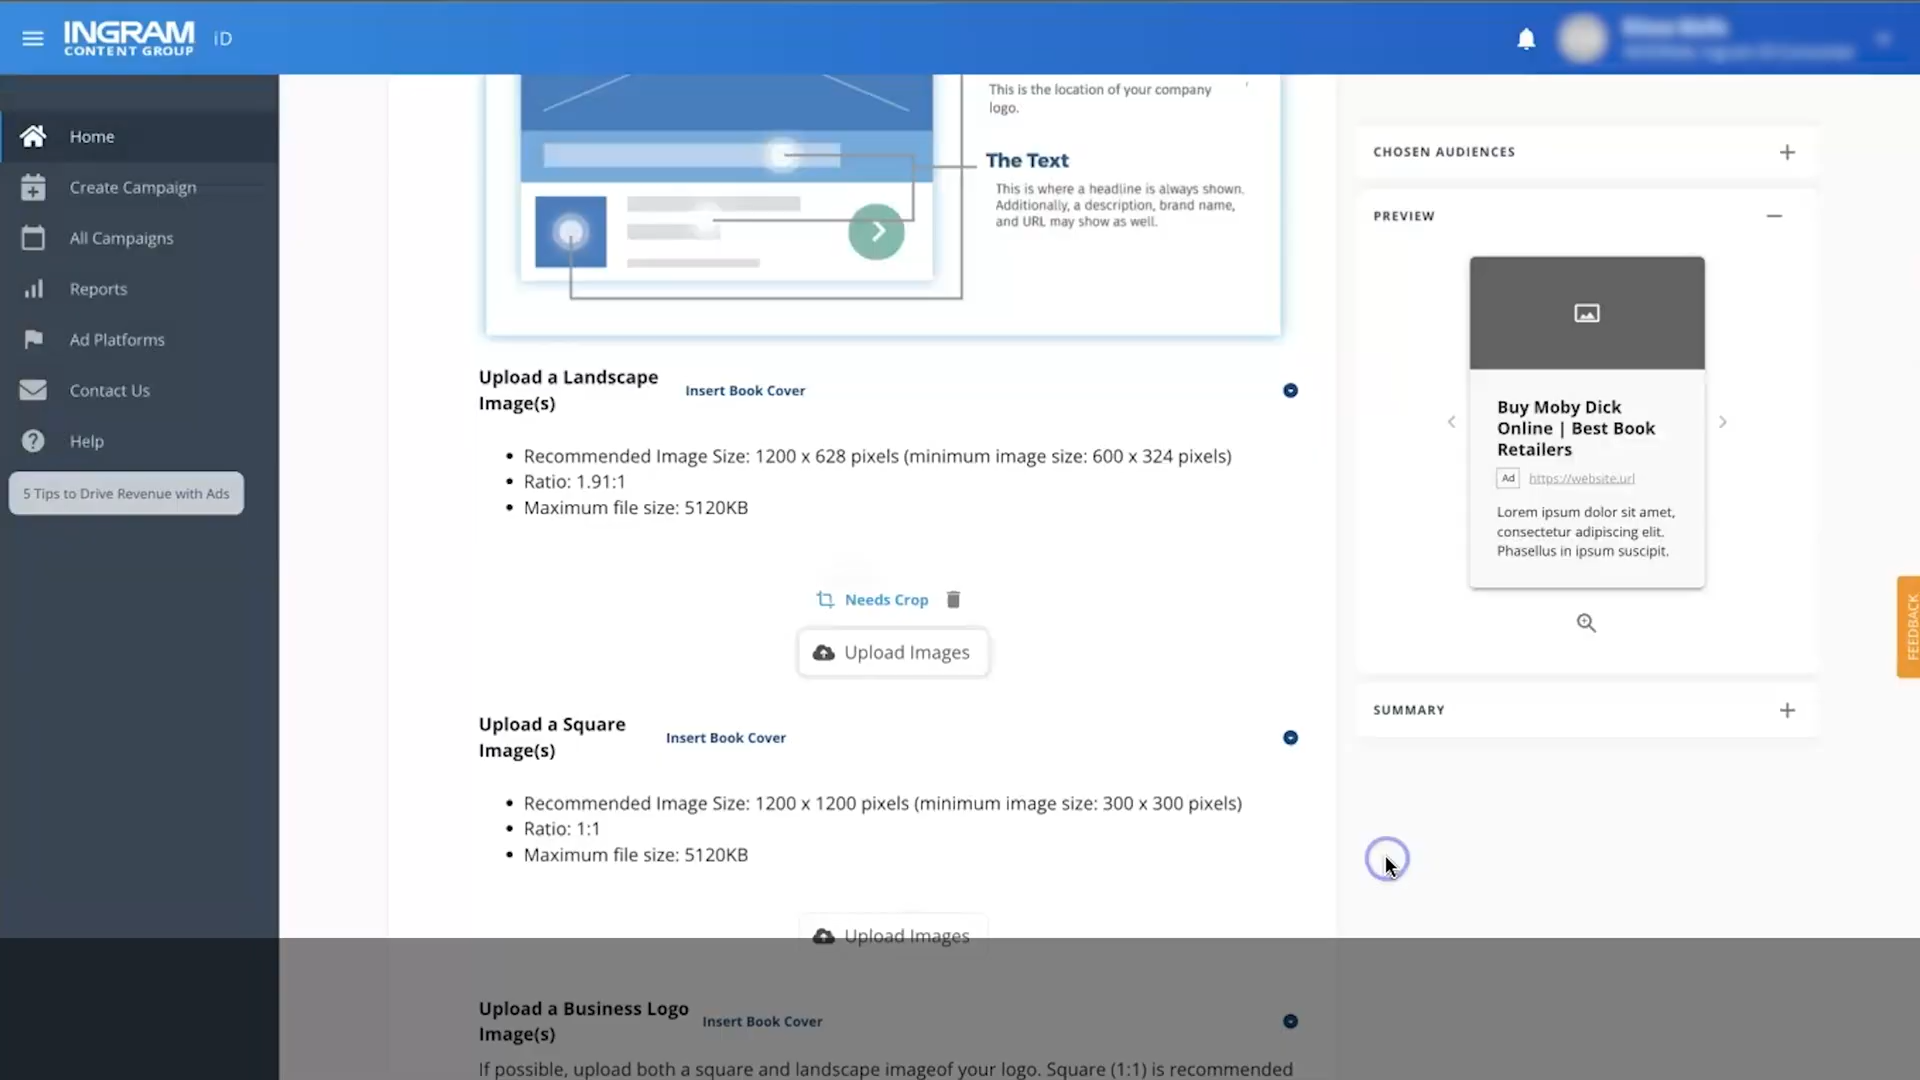 INGRAM
CONTENT GROUP
iD
Home
Create Campaign
All Campaigns
Reports
Ad Platforms
Contact Us
Help
5 Tips to Drive Revenue with Ads
This is the location of your company
logo.
The Text
This is where a headline is always shown.
Additionally, a description, brand name,
and URL may show as well.
Upload a Landscape
Image(s)
Insert Book Cover
• Recommended Image Size: 1200 x 628 pixels (minimum image size: 600 x 324 pixels)
• Ratio: 1.91:1
• Maximum file size: 5120KB
Needs Crop
Upload Images
Upload a Square
Image(s)
Insert Book Cover
• Recommended Image Size: 1200 x 1200 pixels (minimum image size: 300 x 300 pixels)
• Ratio: 1:1
• Maximum file size: 5120KB
Upload Images
Upload a Business Logo
Image(s)
Insert Book Cover
If possible, upload both a square and landscape imageof your logo. Square (1:1) is recommended
CHOSEN AUDIENCES
PREVIEW
Buy Moby Dick
Online | Best Book
Retailers
Ad https://website.url
Lorem ipsum dolor sit amet,
consectetur adipiscing elit.
Phasellus in ipsum suscipit.
SUMMARY
FEEDBACK